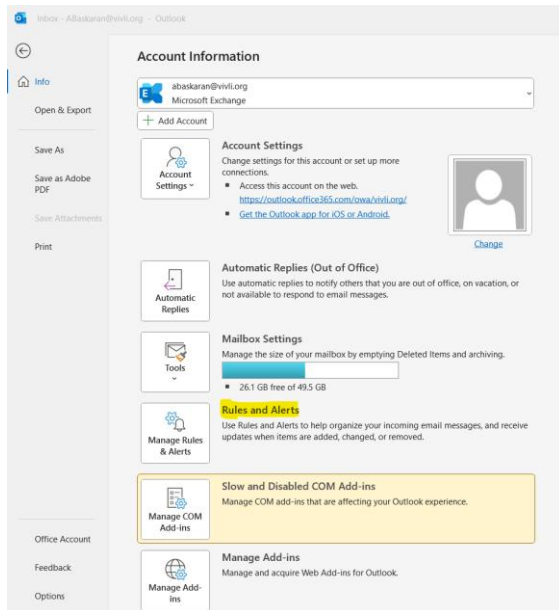 Inbox - ABaskaran@vivli.org - Outlook
Info
Open & Export
Save As
Save as Adobe
PDF
Save Attachments
Print
Office Account
Feedback
Options
Account Information
abaskaran@vivli.org
Microsoft Exchange
Add Account
Account
Settings
Account Settings
Change settings for this account or set up more
connections.
Access this account on the web.
https://outlook.office365.com/owa/vivli.org/
Get the Outlook app for iOS or Android.
Change
Automatic
Replies
Automatic Replies (Out of Office)
Use automatic replies to notify others that you are out of office, on vacation, or
not available to respond to email messages.
Tools
Mailbox Settings
Manage the size of your mailbox by emptying Deleted Items and archiving.
26.1 GB free of 49.5 GB
Manage Rules
& Alerts
Rules and Alerts
Use Rules and Alerts to help organize your incoming email messages, and receive
updates when items are added, changed, or removed.
Manage COM
Add-ins
Slow and Disabled COM Add-ins
Manage COM add-ins that are affecting your Outlook experience.
Manage Add-
ins
Manage Add-ins
Manage and acquire Web Add-ins for Outlook.